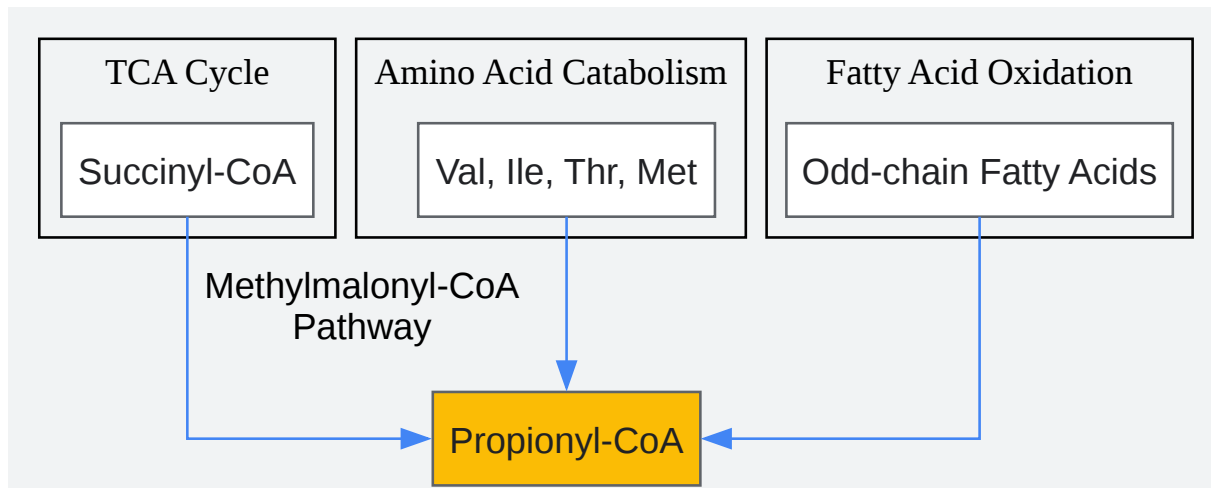 TCA Cycle
Amino Acid Catabolism
Fatty Acid Oxidation
Succinyl-CoA
Val, Ile, Thr, Met
Odd-chain Fatty Acids
Methylmalonyl-CoA
Pathway
Propionyl-CoA